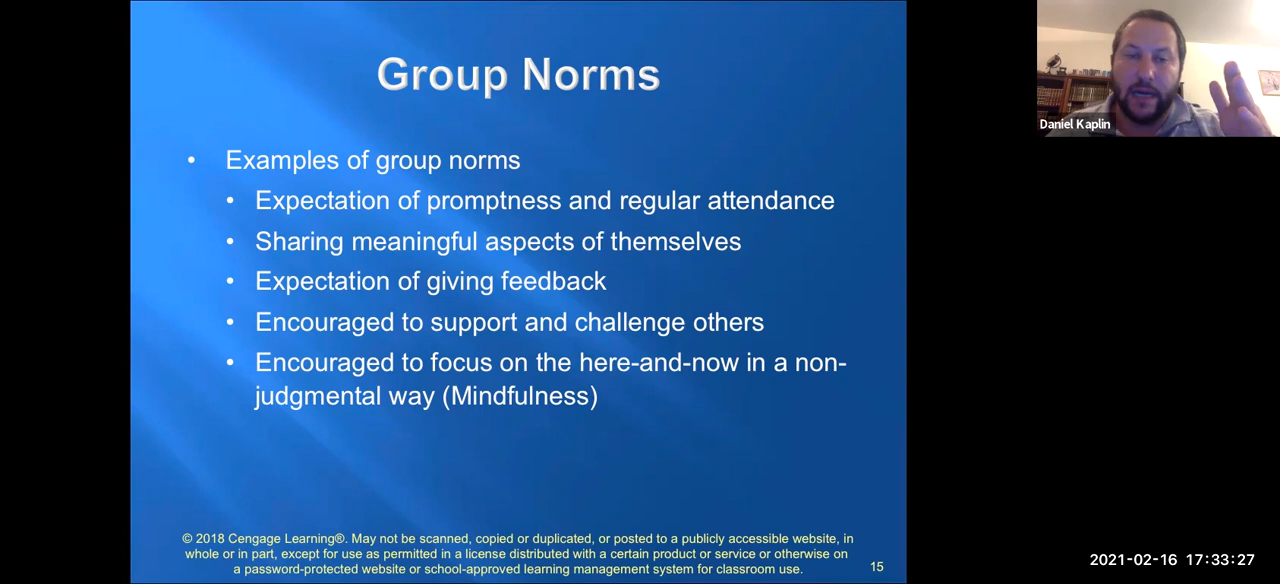 Group Norms
• Examples of group norms
• Expectation of promptness and regular attendance
• Sharing meaningful aspects of themselves
• Expectation of giving feedback
• Encouraged to support and challenge others
• Encouraged to focus on the here-and-now in a non-
judgmental way (Mindfulness)
© 2018 Cengage Learning®. May not be scanned, copied or duplicated, or posted to a publicly accessible website, in
whole or in part, except for use as permitted in a license distributed with a certain product or service or otherwise on
a password-protected website or school-approved learning management system for classroom use.
15
Daniel Kaplin
2021-02-16 17:33:27